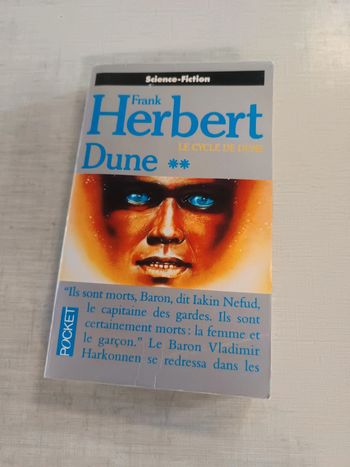 Science-Fiction
Frank
Herbert
LE CYCLE DE DUNE
Dune **
"Ils sont morts, Baron, dit Iakin Nefud,
le capitaine des gardes. Ils sont
certainement morts : la femme et
le garçon." Le Baron Vladimir
Harkonnen se redressa dans les
POCKET